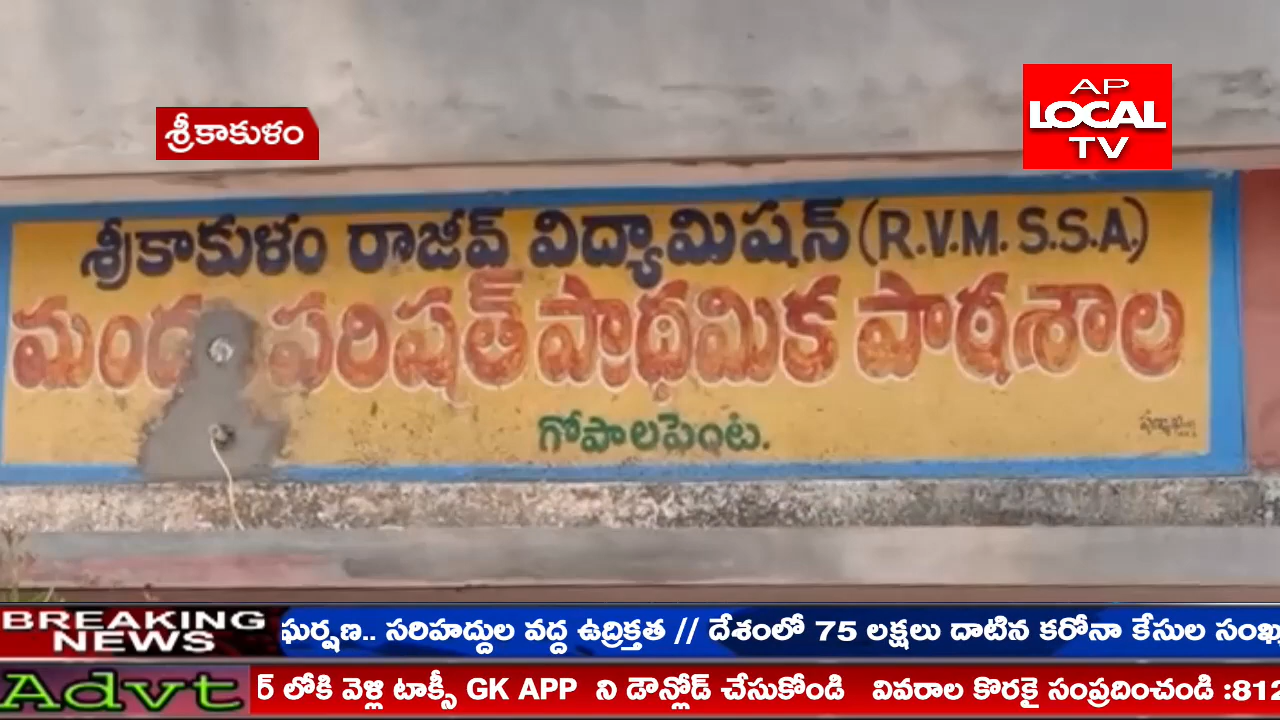 AP
LOCAL
TV
శ్రీకాకుళం
శ్రీకాకుళం రాజీవ్ విద్యామిషన్ (R.V.M. S.S.A.)
పరిషత్ ప్రాథమిక పాఠశాల
గోపాలపెంట.
BREAKING
NEWS
ఘర్షణ.. సరిహద్దుల వద్ద ఉద్రిక్తత // దేశంలో 75 లక్షలు దాటిన కరోనా కేసుల
Advt
లోకి వెళ్లి టాక్సీ GK APP ని డౌన్లోడ్ చేసుకోండి వివరాల కొరకై సంప్రదించండి :812